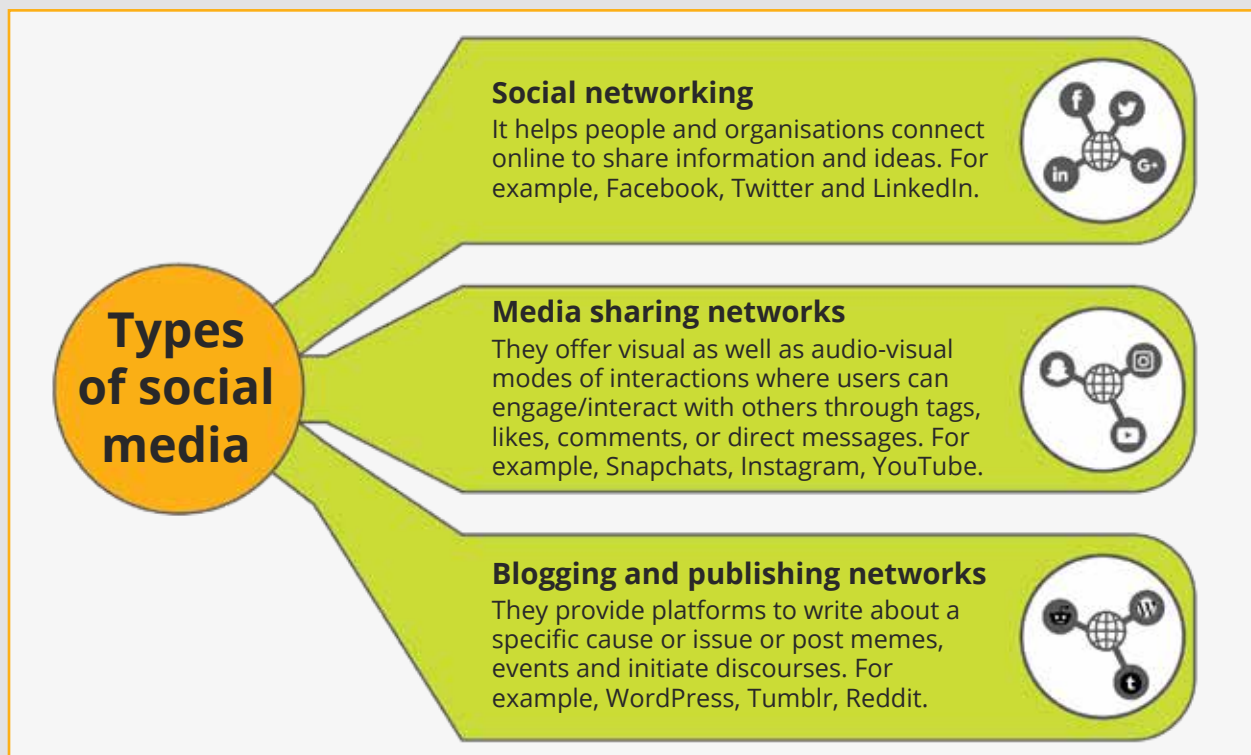 Types
of social
media
Social networking
It helps people and organisations connect
online to share information and ideas. For
example, Facebook, Twitter and LinkedIn.
f
in
G+
Media sharing networks
They offer visual as well as audio-visual
modes of interactions where users can
engage/interact with others through tags,
likes, comments, or direct messages. For
example, Snapchats, Instagram, YouTube.
Blogging and publishing networks
They provide platforms to write about a
specific cause or issue or post memes,
events and initiate discourses. For
example, WordPress, Tumblr, Reddit.
W
t